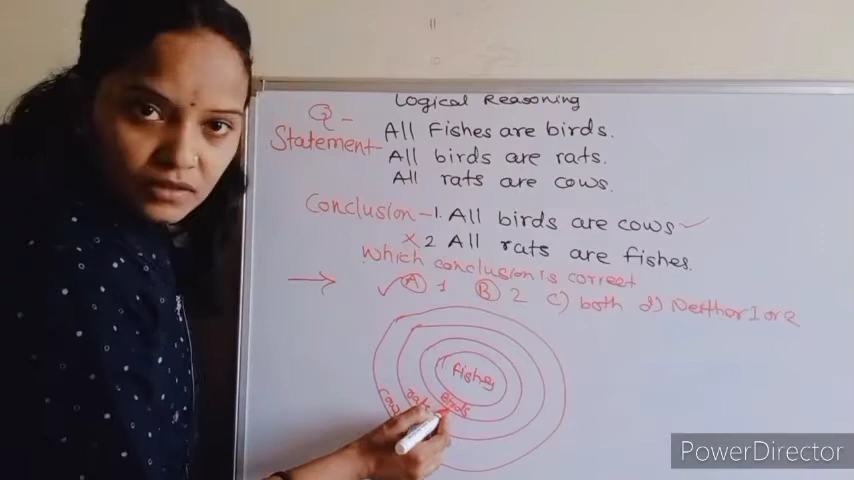 Logical Reasoning
Q -
Statement - All Fishes are birds.
All birds are rats.
All rats are cows.
Conclusion - 1. All birds are cows ✓
× 2 All rats are fishes.
Which conclusion is correct
→ ✓ A) 1 B) 2 C) both d) Neither 1 or 2
Fishes
Birds
PowerDirector